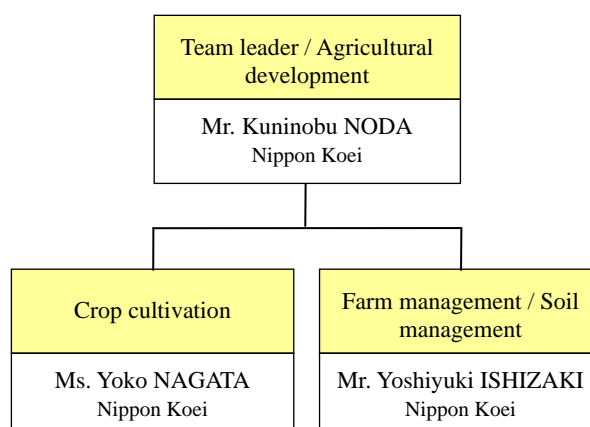 Team leader / Agricultural
development
Mr. Kuninobu NODA
Nippon Koei
Crop cultivation
Ms. Yoko NAGATA
Nippon Koei
Farm management / Soil
management
Mr. Yoshiyuki ISHIZAKI
Nippon Koei